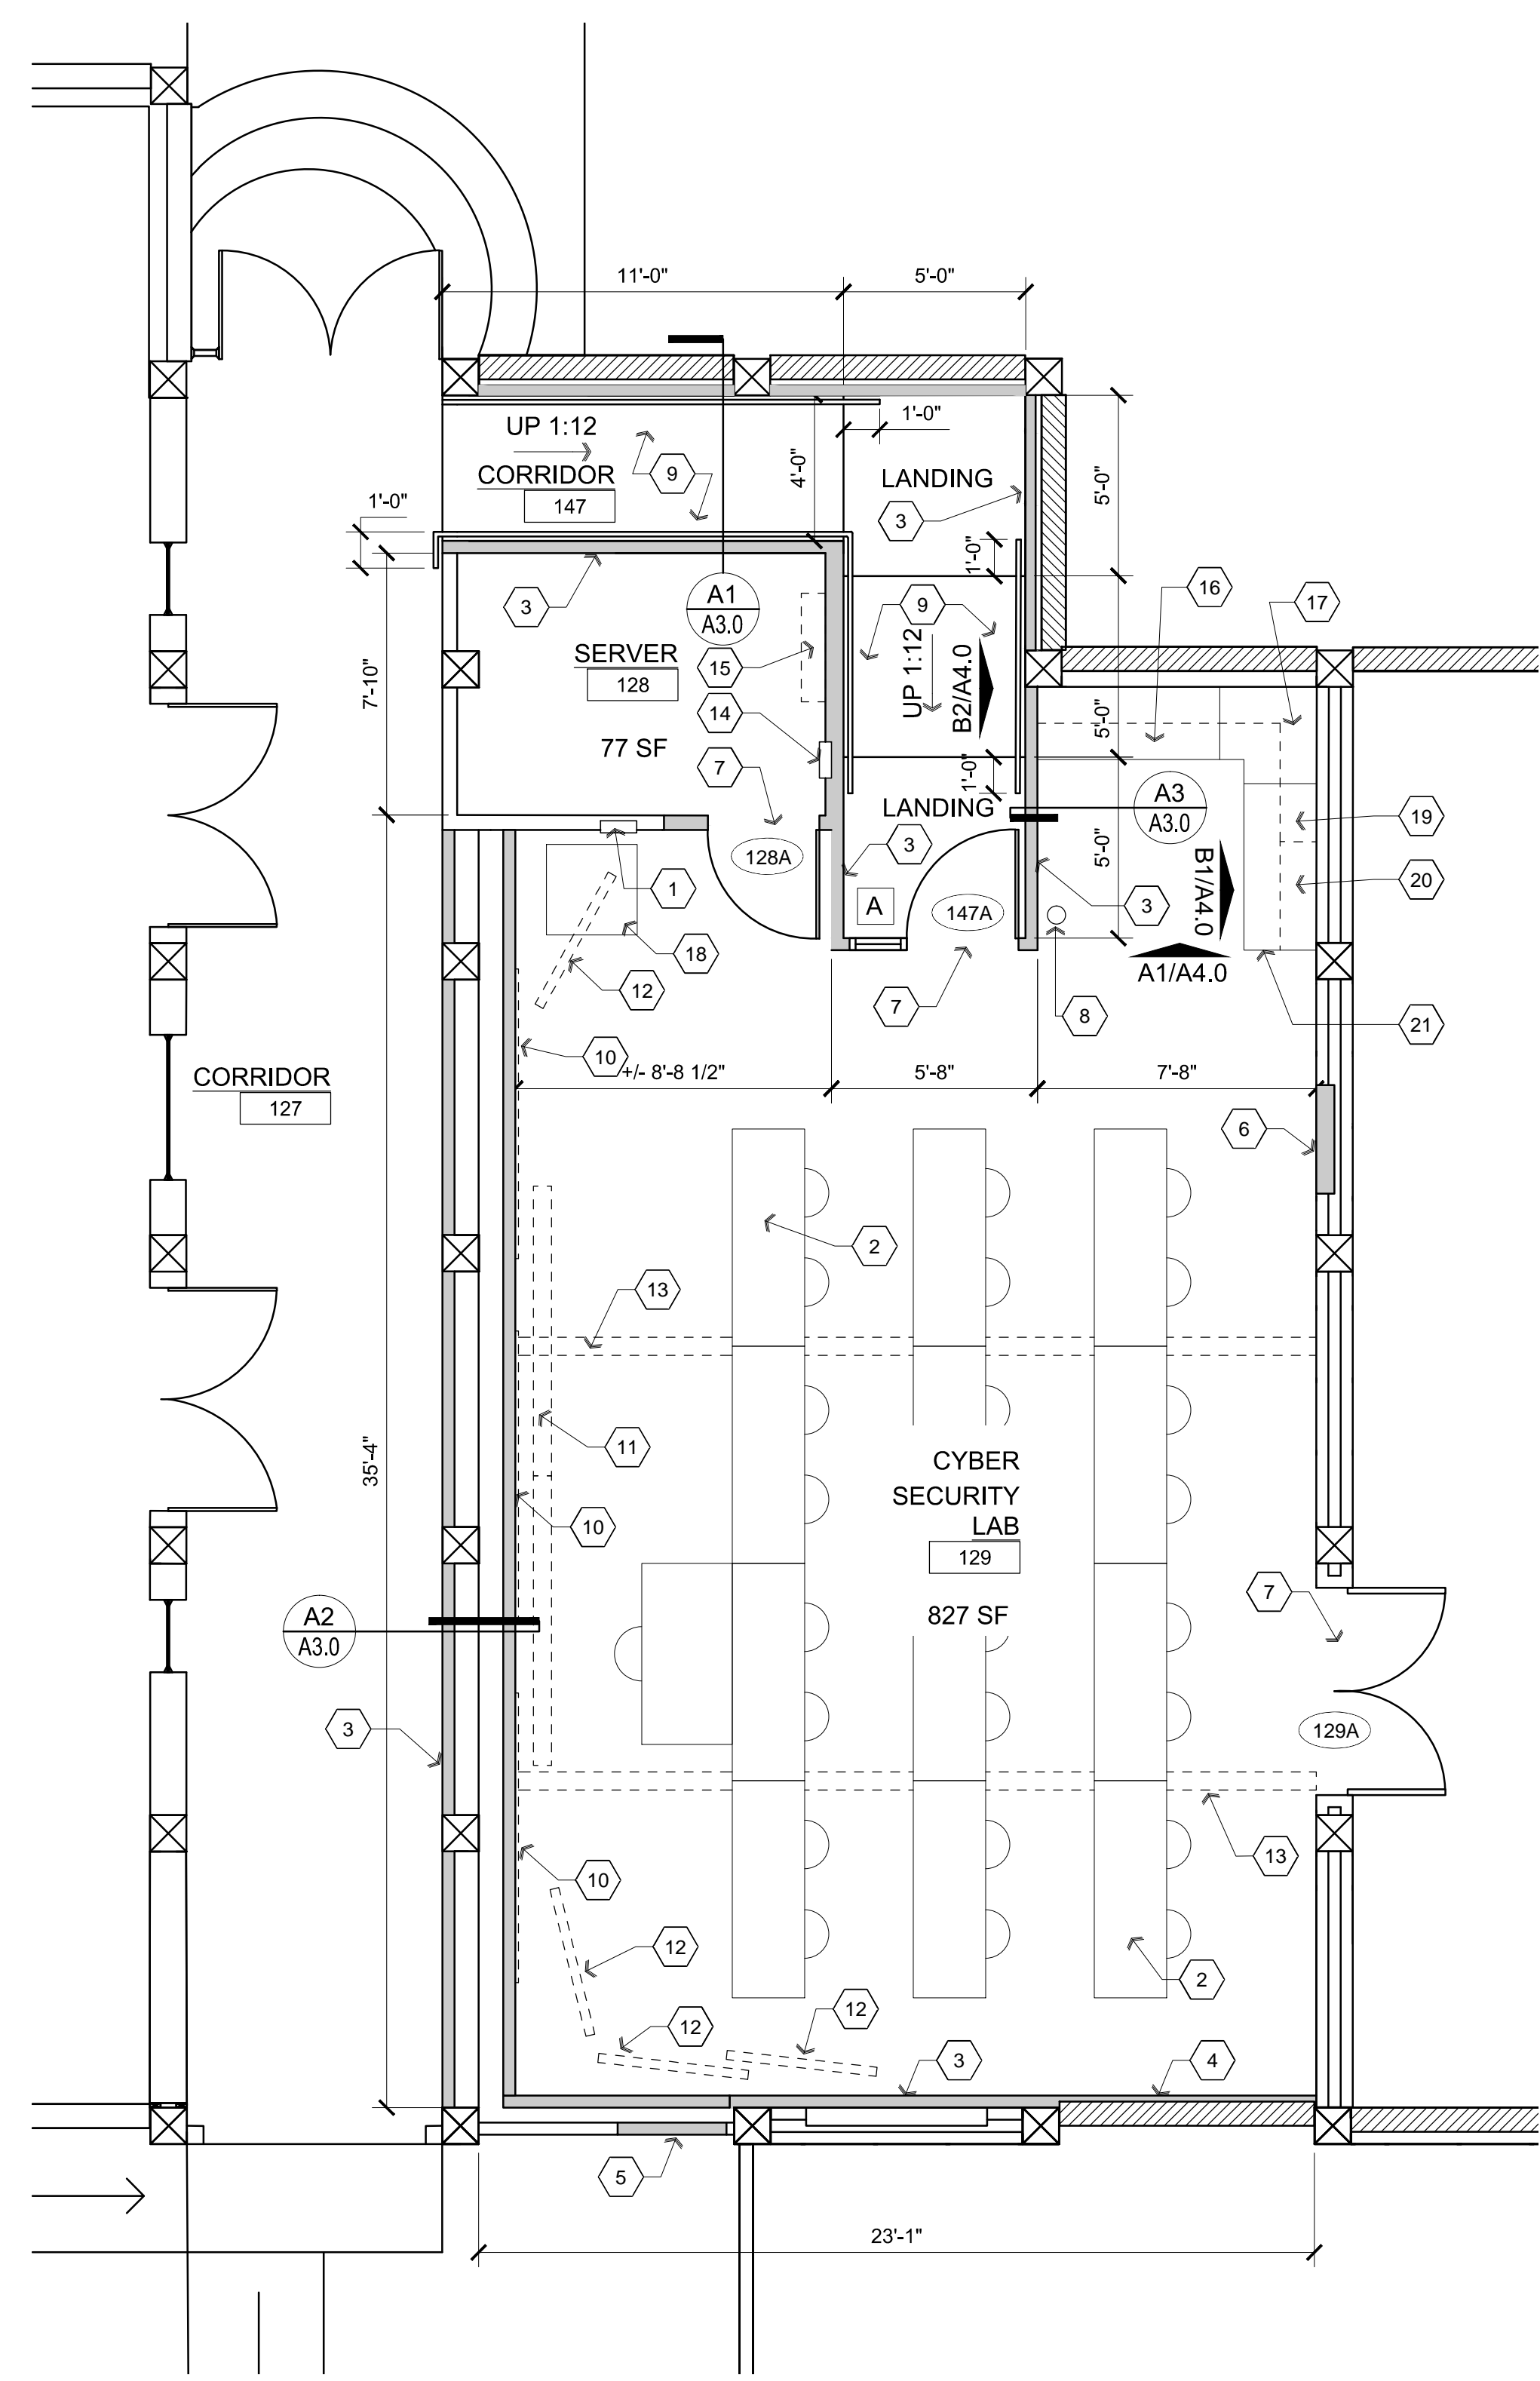 11'-0"
5'-0"
UP 1:12
1'-0"
CORRIDOR
9
4'-0"
LANDING
5'-0"
147
1'-0"
3
1'-0"
3
A1
A3.0
9
16
17
SERVER
128
15
UP 1:12
B2/A4.0
7'-10"
14
5'-0"
77 SF
7
1'-0"
LANDING
A3
A3.0
19
128A
3
5'-0"
B1/A4.0
20
1
A
147A
3
18
A1/A4.0
12
7
8
21
10
CORRIDOR
127
+/- 8'-8 1/2"
5'-8"
7'-8"
6
2
13
11
35'-4"
CYBER
SECURITY
LAB
129
10
A2
A3.0
827 SF
7
3
129A
13
10
12
2
12
12
3
4
5
23'-1"